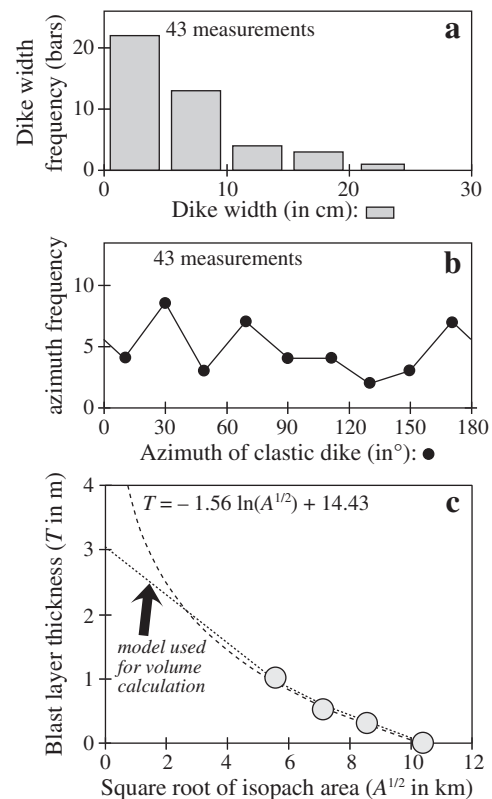 43 measurements
a
Dike width
frequency (bars)
20
10
0
0 10 20 30
Dike width (in cm):
43 measurements
b
azimuth frequency
10
5
0
0 30 60 90 120 150 180
Azimuth of clastic dike (in°):
T = – 1.56 ln(A^1/2) + 14.43
c
Blast layer thickness (T in m)
4
3
2
1
0
model used
for volume
calculation
0 2 4 6 8 10 12
Square root of isopach area (A^1/2 in km)